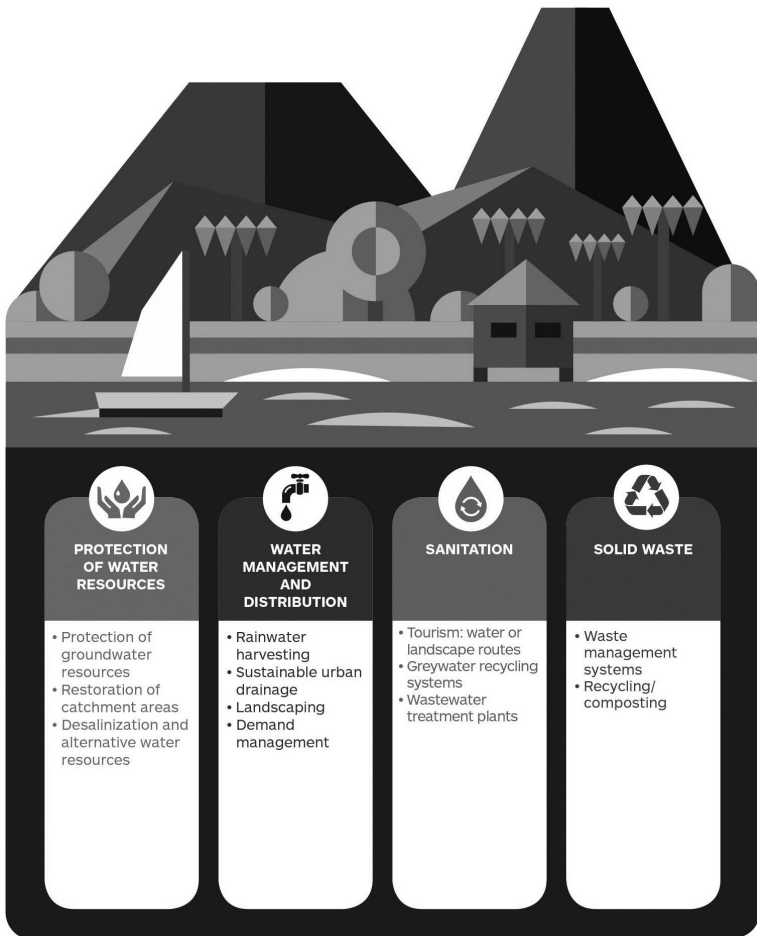 PROTECTION
OF WATER
RESOURCES
• Protection of
groundwater
resources
• Restoration of
catchment areas
• Desalinization and
alternative water
resources
WATER
MANAGEMENT
AND
DISTRIBUTION
• Rainwater
harvesting
• Sustainable urban
drainage
• Landscaping
• Demand
management
SANITATION
• Tourism: water or
landscape routes
• Greywater recycling
systems
• Wastewater
treatment plants
SOLID WASTE
• Waste
management
systems
• Recycling/
composting